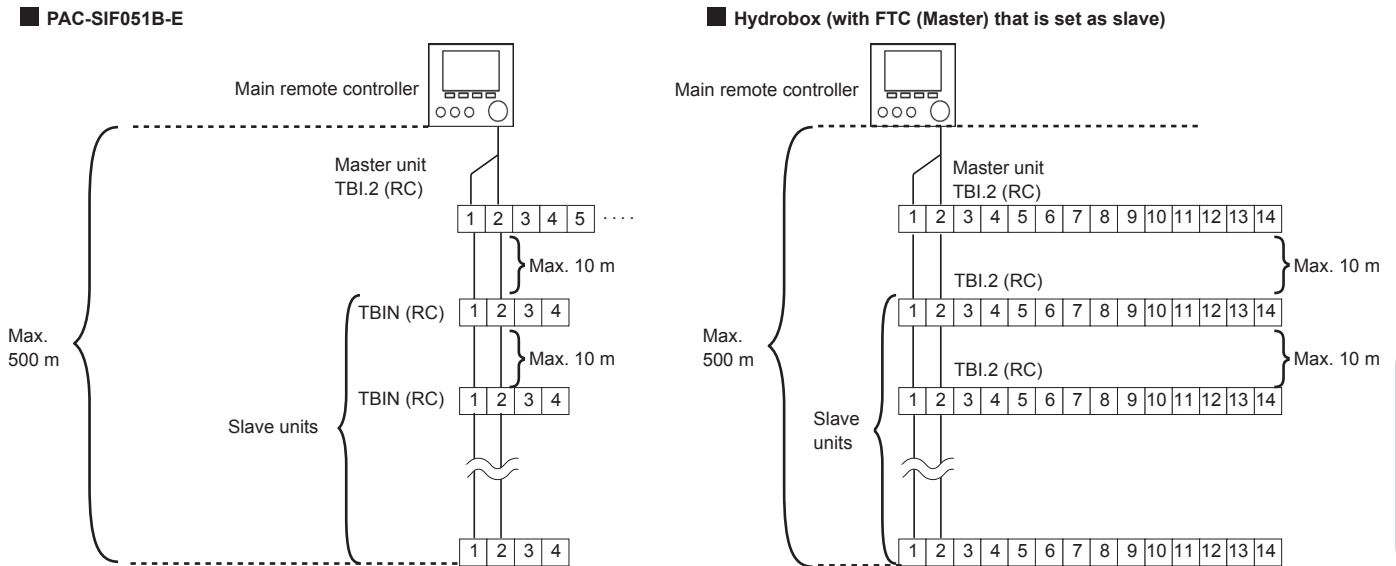 PAC-SIF051B-E
Main remote controller
Master unit
TBI.2 (RC)
1 2 3 4 5 ....
Max. 10 m
TBIN (RC) 1 2 3 4
Max.
500 m
Max. 10 m
TBIN (RC) 1 2 3 4
Slave units
1 2 3 4
Hydrobox (with FTC (Master) that is set as slave)
Main remote controller
Master unit
TBI.2 (RC)
1 2 3 4 5 6 7 8 9 10 11 12 13 14
Max. 10 m
TBI.2 (RC)
1 2 3 4 5 6 7 8 9 10 11 12 13 14
Max.
500 m
Max. 10 m
TBI.2 (RC)
1 2 3 4 5 6 7 8 9 10 11 12 13 14
Slave
units
1 2 3 4 5 6 7 8 9 10 11 12 13 14